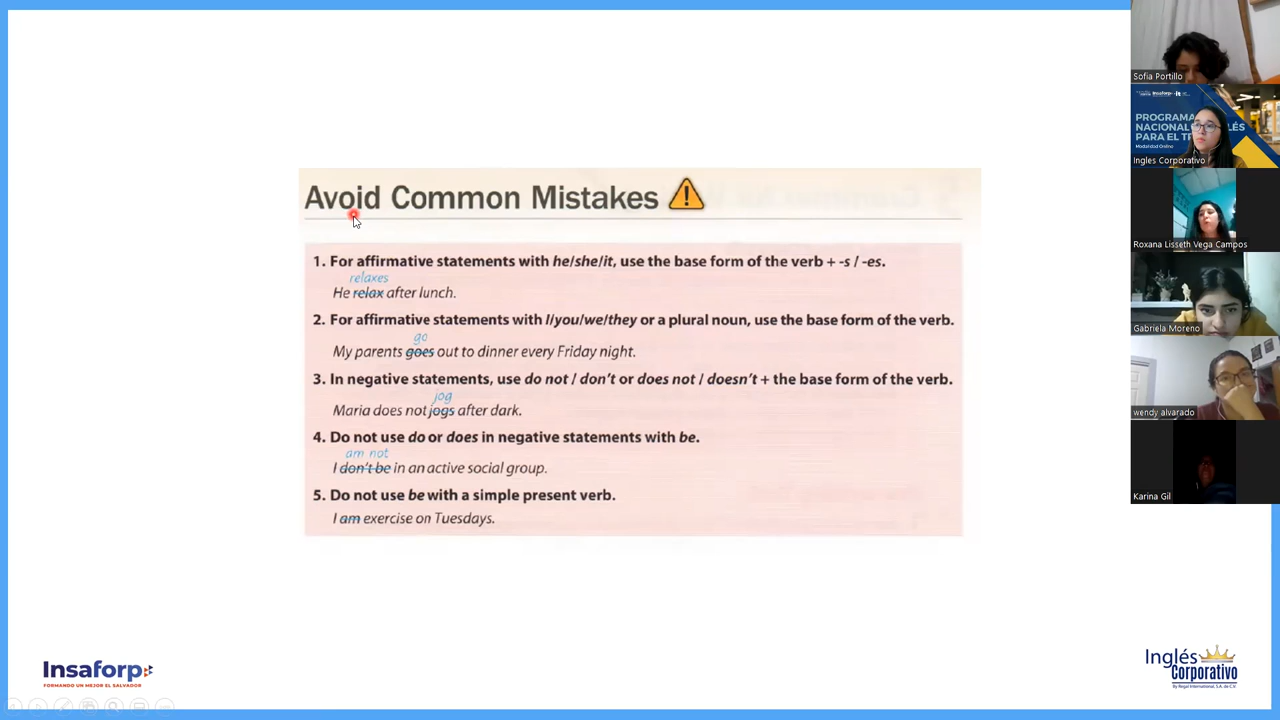 Avoid Common Mistakes
1. For affirmative statements with he/she/it, use the base form of the verb + -s / -es.
relaxes
He relax after lunch.
2. For affirmative statements with I/you/we/they or a plural noun, use the base form of the verb.
go
My parents goes out to dinner every Friday night.
3. In negative statements, use do not / don't or does not / doesn't + the base form of the verb.
jog
Maria does not jogs after dark.
4. Do not use do or does in negative statements with be.
am not
I don't be in an active social group.
5. Do not use be with a simple present verb.
I am exercise on Tuesdays.
Insaforp
FORMANDO UN MEJOR EL SALVADOR
Inglés
Corporativo
By Regal International, S.A. de C.V.
Sofia Portillo
Insaforp
PROGRAMA
NACIONAL INGLÉS
PARA EL
Modalidad Online
Ingles Corporativo
Roxana Lisseth Vega Campos
Gabriela Moreno
wendy alvarado
Karina Gil